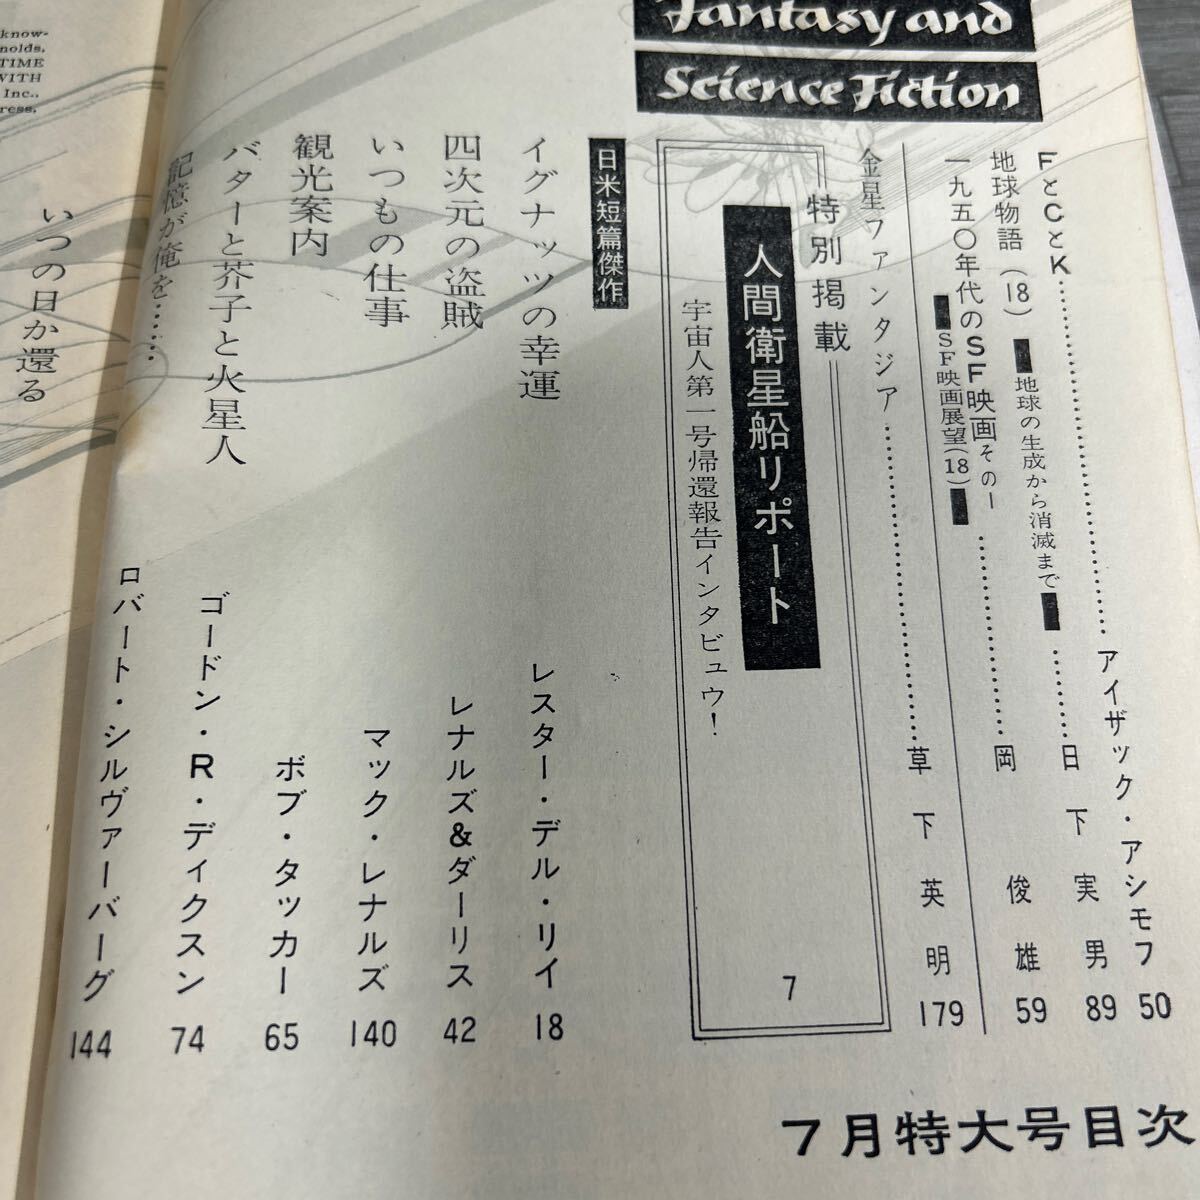 Fantasy and
Science Fiction
FとCとK……………………アイザック・アシモフ 50
地球物語(18) 地球の生成から消滅まで………日下実男 89
一九五〇年代のSF映画その一………………岡俊雄 59
SF映画展望(18)
金星ファンタジア……………………草下英明 179
特別掲載
人間衛星船リポート
宇宙人第一号帰還報告インタビュウ!
7
日米短篇傑作
イグナッツの幸運 レスター・デル・リイ 18
四次元の盗賊 レナルズ&ダーリス 42
いつもの仕事 マック・レナルズ 140
観光案内 ボブ・タッカー 65
バターと芥子と火星人 ゴードン・R・ディクスン 74
記憶が俺を…… ロバート・シルヴァーバーグ 144
いつの日か還る
7月特大号目次
know-
nolds,
TIME
WITH
Inc.,
ress,